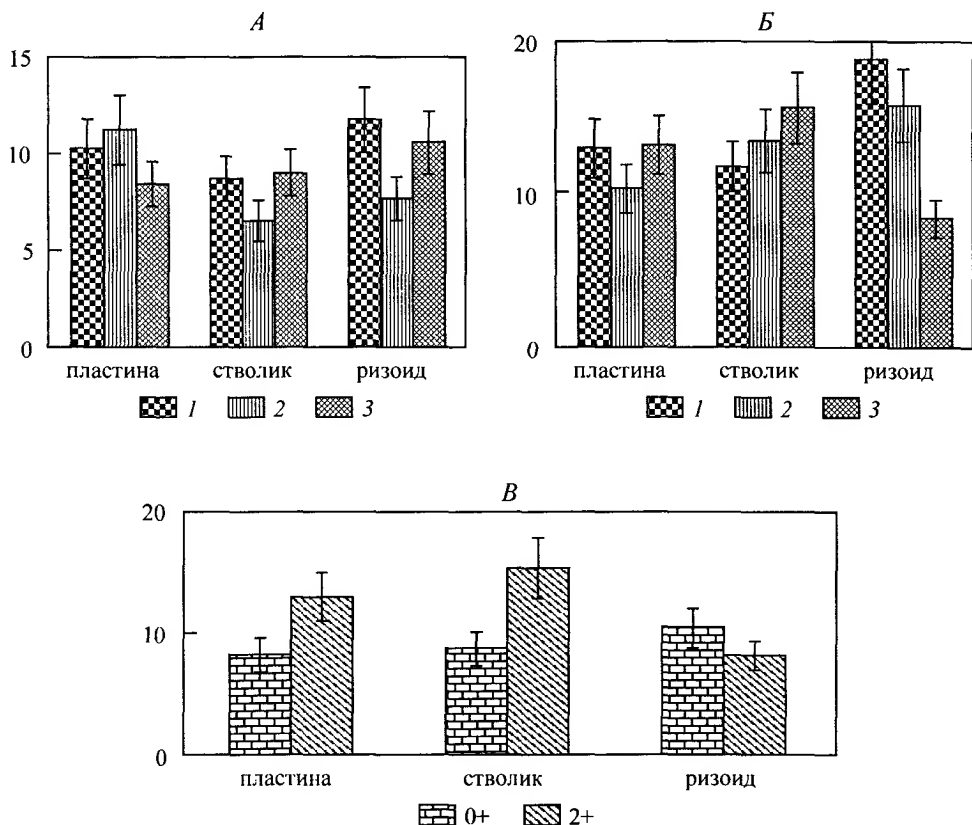 А
15
10
5
0
пластина стволик ризоид
1 2 3
Б
20
10
0
пластина стволик ризоид
1 2 3
В
20
10
0
пластина стволик ризоид
0+ 2+